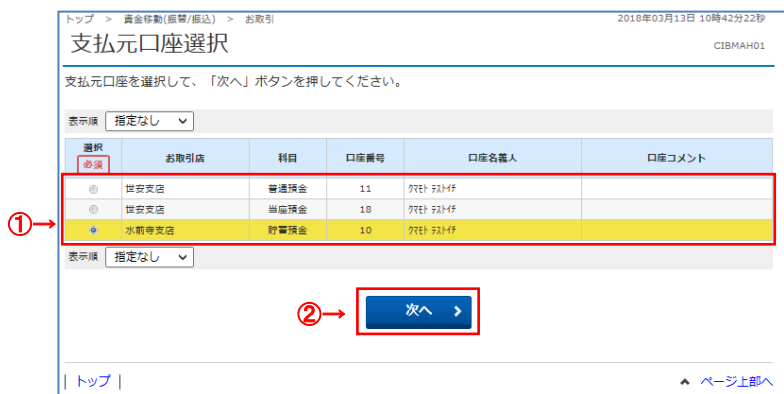 トップ > 資金移動(振替/振込) > お取引
2018年03月13日 10時42分22秒
支払元口座選択
CIBMAH01
支払元口座を選択して、「次へ」ボタンを押してください。
表示順 指定なし
選択 必須 お取引店 科目 口座番号 口座名義人 口座コメント
世安支店 普通預金 11 クマモト テストイチ
世安支店 当座預金 18 クマモト テストイチ
①→ 水前寺支店 貯蓄預金 10 クマモト テストイチ
表示順 指定なし
②→ 次へ >
| トップ | ページ上部へ